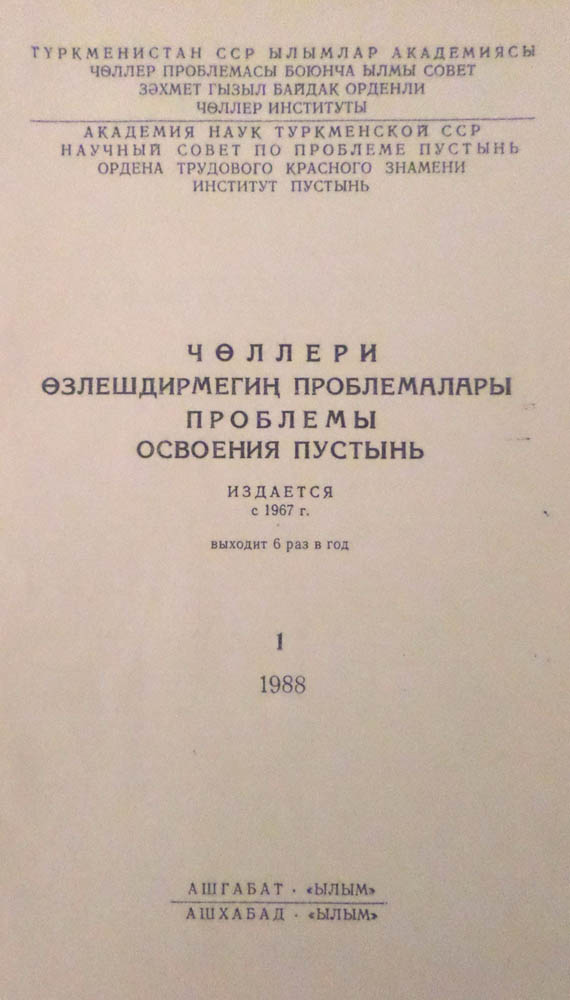 ТҮРКМЕНИСТАН ССР ЫЛЫМЛАР АКАДЕМИЯСЫ
ЧӨЛЛЕР ПРОБЛЕМАСЫ БОЮНЧА ЫЛМЫ СОВЕТ
ЗӘХМЕТ ГЫЗЫЛ БАЙДАК ОРДЕНЛИ
ЧӨЛЛЕР ИНСТИТУТЫ
АКАДЕМИЯ НАУК ТУРКМЕНСКОЙ ССР
НАУЧНЫЙ СОВЕТ ПО ПРОБЛЕМЕ ПУСТЫНЬ
ОРДЕНА ТРУДОВОГО КРАСНОГО ЗНАМЕНИ
ИНСТИТУТ ПУСТЫНЬ
ЧӨЛЛЕРИ
ӨЗЛЕШДИРМЕГИҢ ПРОБЛЕМАЛАРЫ
ПРОБЛЕМЫ
ОСВОЕНИЯ ПУСТЫНЬ
ИЗДАЕТСЯ
с 1967 г.
выходит 6 раз в год
1
1988
АШГАБАТ · «ЫЛЫМ»
АШХАБАД · «ЫЛЫМ»